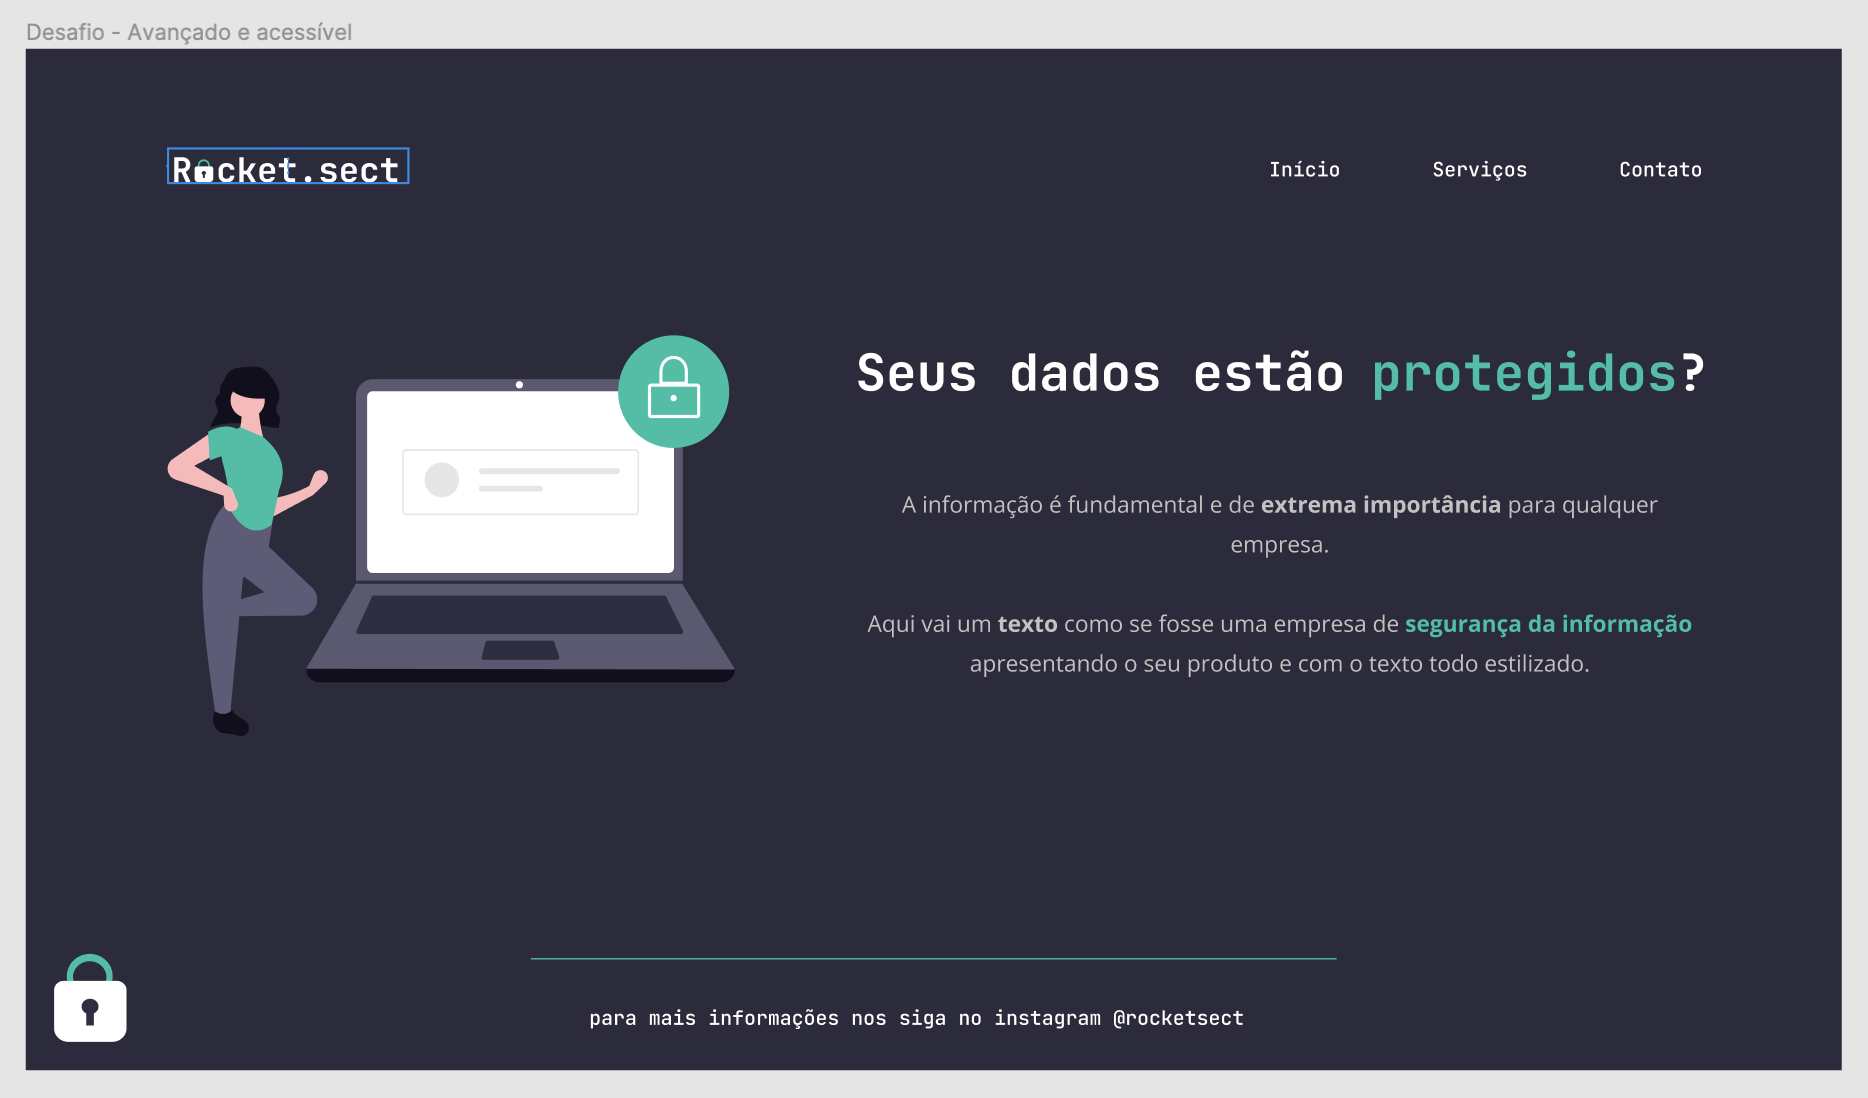 Desafio - Avançado e acessível
Rocket.sect
Início Serviços Contato
Seus dados estão protegidos?
A informação é fundamental e de extrema importância para qualquer
empresa.
Aqui vai um texto como se fosse uma empresa de segurança da informação
apresentando o seu produto e com o texto todo estilizado.
para mais informações nos siga no instagram @rocketsect